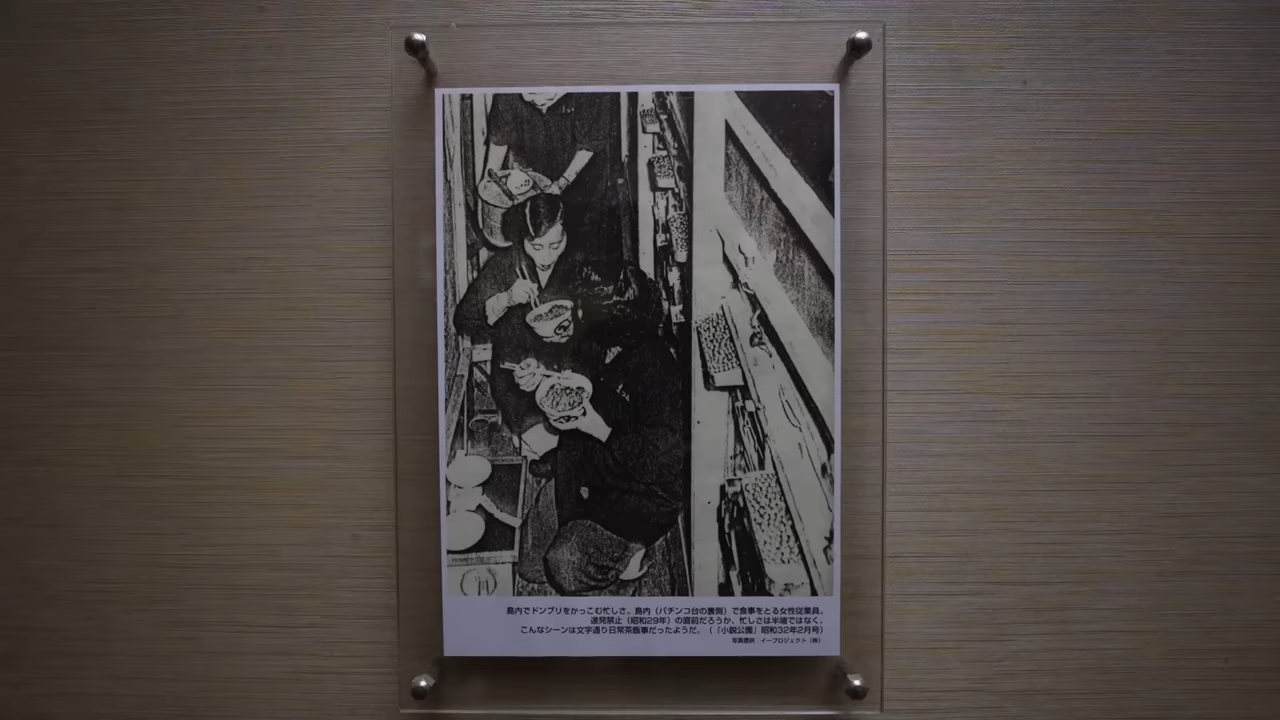 島内でドンブリをかっこむ忙しさ。島内（パチンコ台の裏側）で食事をとる女性従業員。
連発禁止（昭和29年）の直前だろうか、忙しさは半端ではなく、
こんなシーンは文字通り日常茶飯事だったようだ。（「小説公園」昭和32年2月号）
写真提供　イープロジェクト（株）